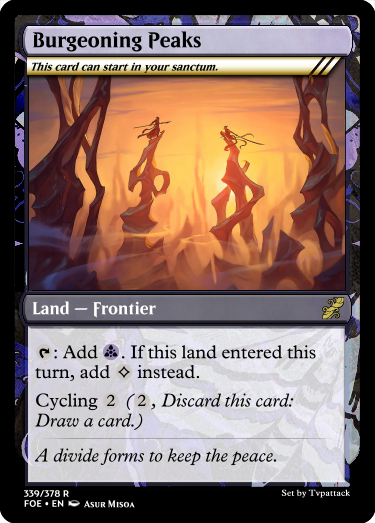 Burgeoning Peaks
This card can start in your sanctum.
Land — Frontier
: Add . If this land entered this
turn, add instead.
Cycling 2 (2, Discard this card:
Draw a card.)
A divide forms to keep the peace.
339/378 R
Set by Tvpattack
FOE • EN Asur Misoa